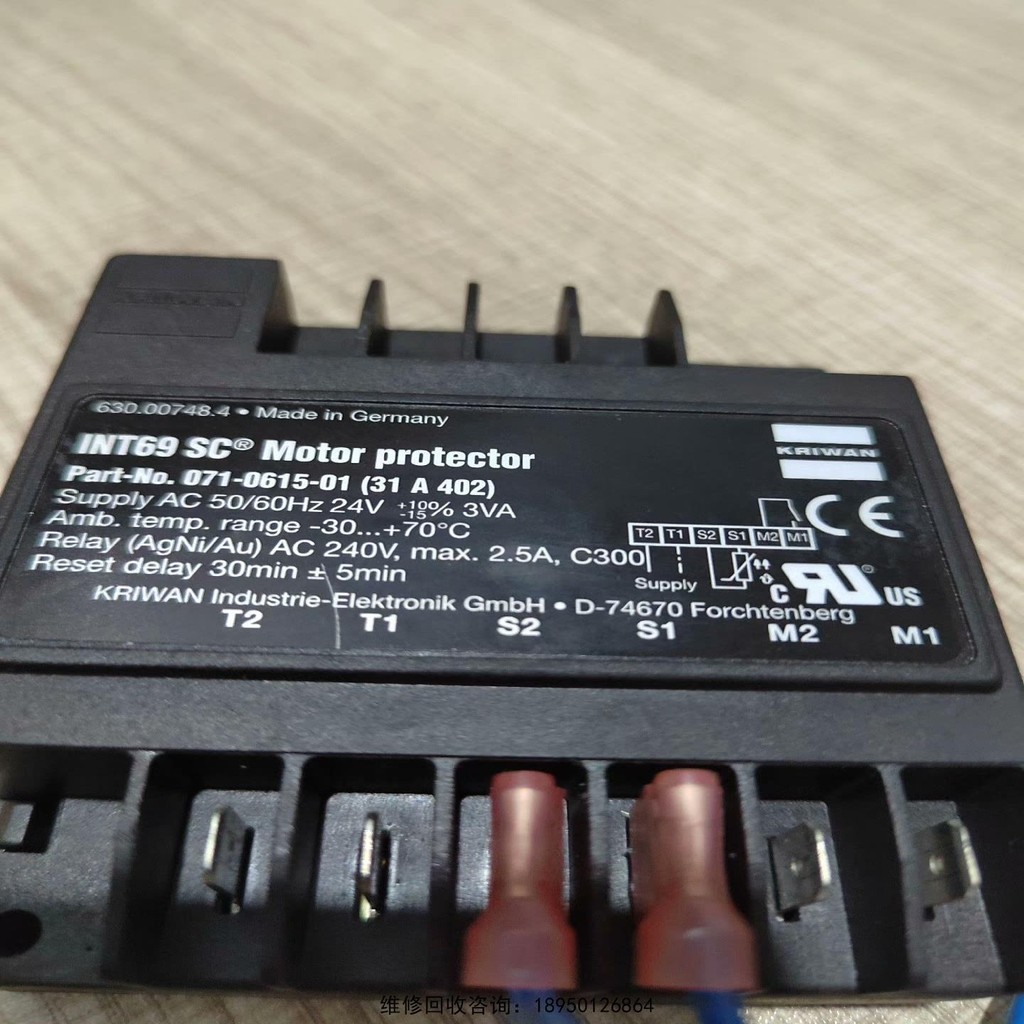 630.00748.4 • Made in Germany
INT69 SC® Motor protector
Part-No. 071-0615-01 (31 A 402)
Supply AC 50/60Hz 24V +10 -15% 3VA
Amb. temp. range -30...+70°C
Relay (AgNi/Au) AC 240V, max. 2.5A, C300
Reset delay 30min ± 5min
KRIWAN Industrie-Elektronik GmbH • D-74670 Forchtenberg
KRIWAN
CE
T2 T1 S2 S1 M2 M1
Supply
ϑ
C RU® US
T2 T1 S2 S1 M2 M1
维修回收咨询：18950126864